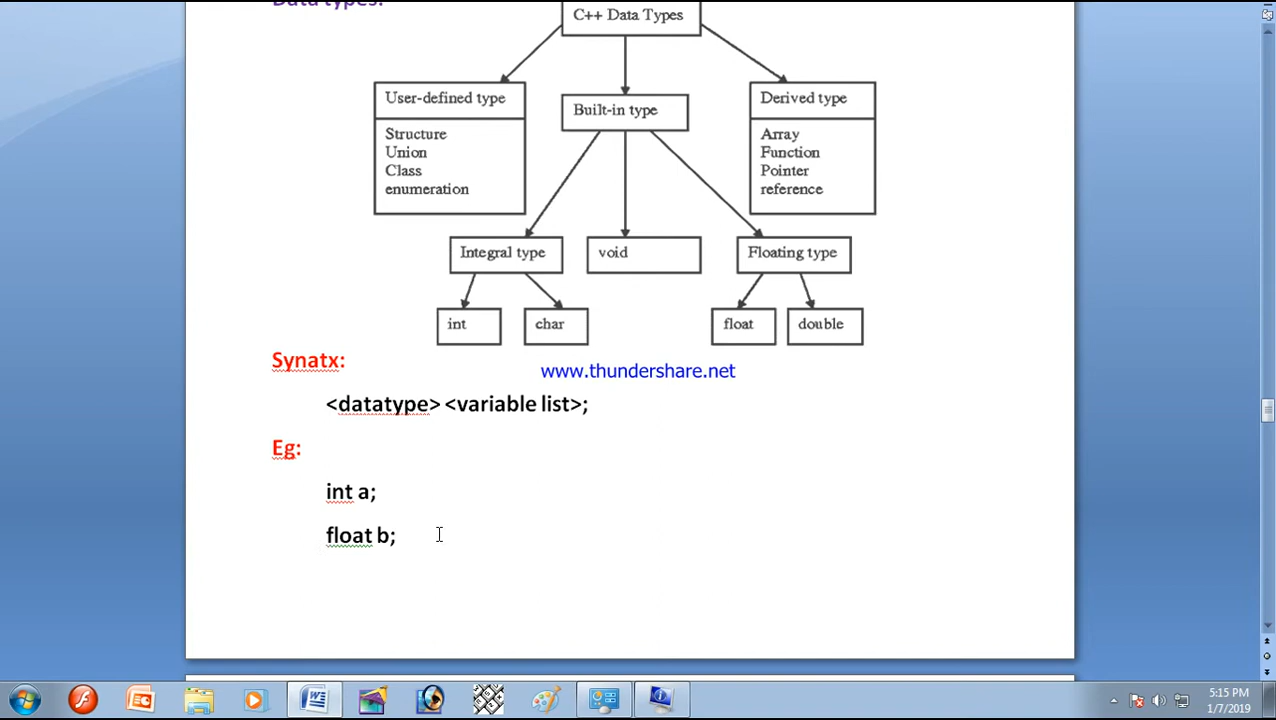 Data types:
C++ Data Types
User-defined type
Structure
Union
Class
enumeration
Built-in type
Derived type
Array
Function
Pointer
reference
Integral type
void
Floating type
int
char
float
double
Synatx:
www.thundershare.net
<datatype> <variable list>;
Eg:
int a;
float b;
5:15 PM
1/7/2019